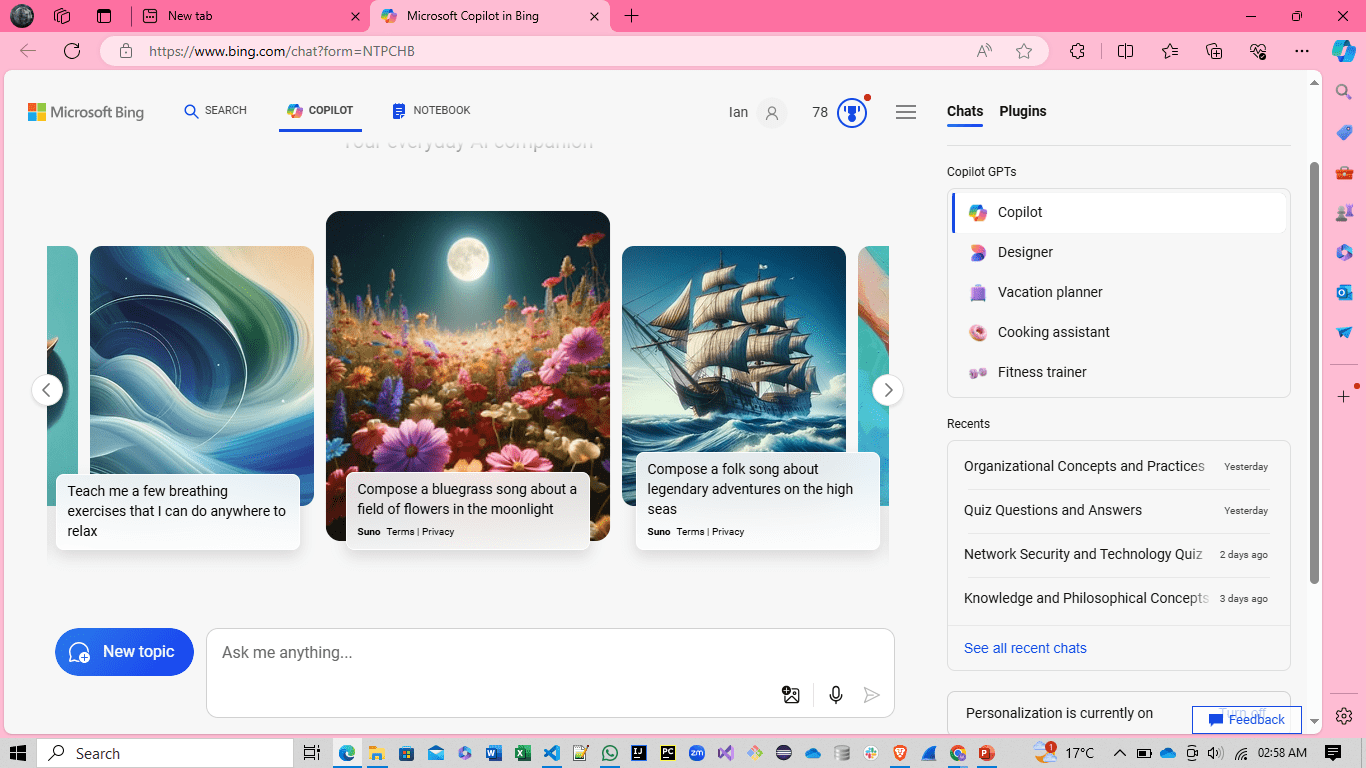 New tab
Microsoft Copilot in Bing
https://www.bing.com/chat?form=NTPCHB
Microsoft Bing
SEARCH
COPILOT
NOTEBOOK
Ian
78
Your everyday AI companion
Teach me a few breathing
exercises that I can do anywhere to
relax
Compose a bluegrass song about a
field of flowers in the moonlight
Suno Terms | Privacy
Compose a folk song about
legendary adventures on the high
seas
Suno Terms | Privacy
New topic
Ask me anything...
Chats Plugins
Copilot GPTs
Copilot
Designer
Vacation planner
Cooking assistant
Fitness trainer
Recents
Organizational Concepts and Practices Yesterday
Quiz Questions and Answers Yesterday
Network Security and Technology Quiz 2 days ago
Knowledge and Philosophical Concepts 3 days ago
See all recent chats
Personalization is currently on Turn off
Feedback
Search
zm
1
17°C
02:58 AM